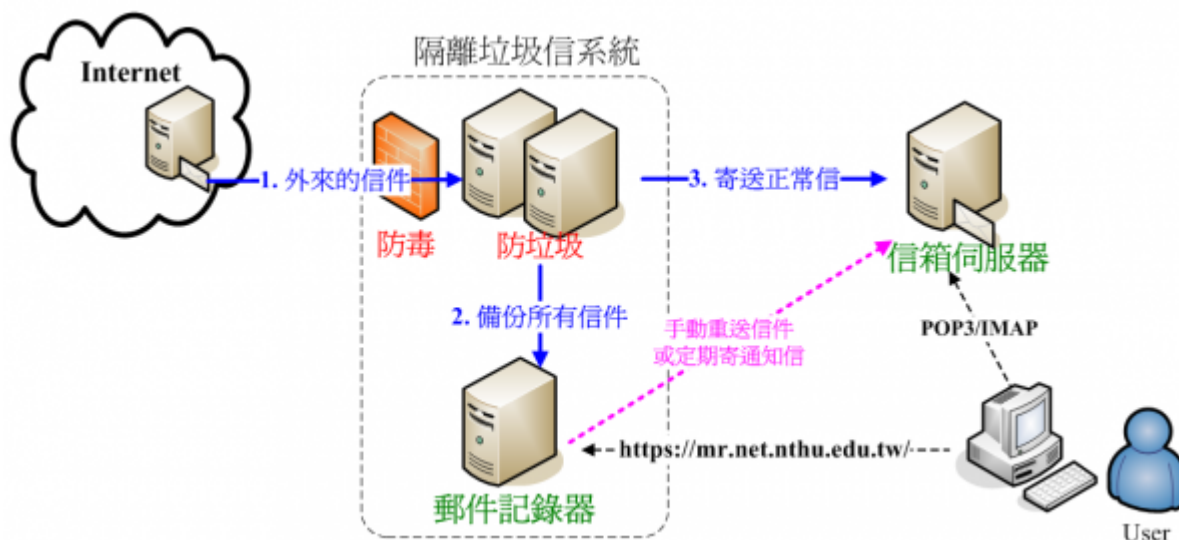 隔離垃圾信系統
Internet
1. 外來的信件
3. 寄送正常信
防毒
防垃圾
信箱伺服器
2. 備份所有信件
手動重送信件
或定期寄通知信
POP3/IMAP
https://mr.net.nthu.edu.tw/
郵件記錄器
User